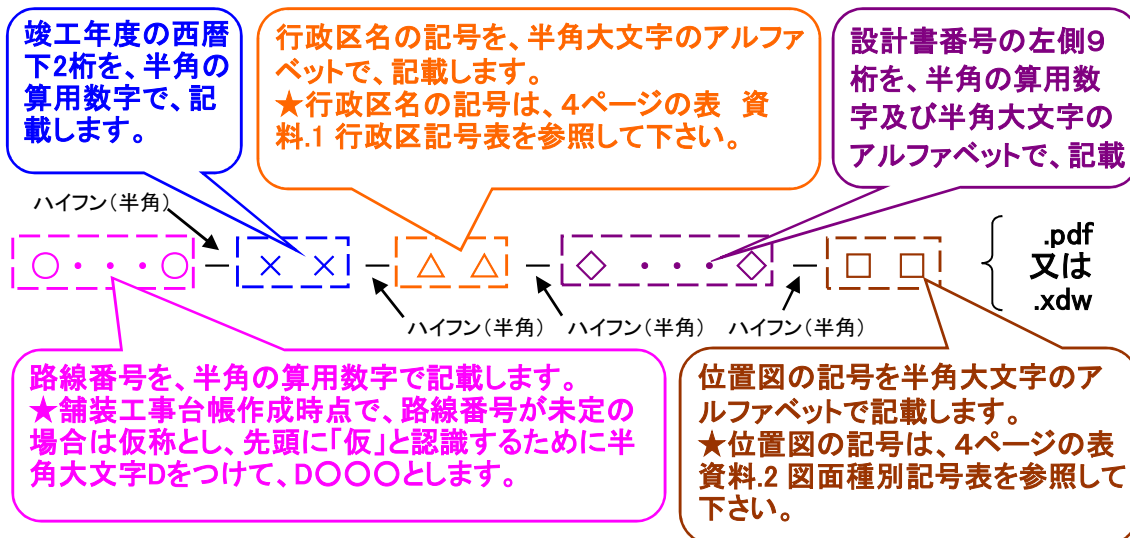 竣工年度の西暦
下2桁を、半角の
算用数字で、記
載します。
行政区名の記号を、半角大文字のアルファ
ベットで、記載します。
★行政区名の記号は、4ページの表 資
料.1 行政区記号表を参照して下さい。
設計書番号の左側9
桁を、半角の算用数
字及び半角大文字の
アルファベットで、記載
ハイフン(半角)
○・・・○－××－△△－◇・・・◇－□□
.pdf
又は
.xdw
ハイフン(半角) ハイフン(半角) ハイフン(半角)
路線番号を、半角の算用数字で記載します。
★舗装工事台帳作成時点で、路線番号が未定の
場合は仮称とし、先頭に「仮」と認識するために半
角大文字Dをつけて、D○○○とします。
位置図の記号を半角大文字のア
ルファベットで記載します。
★位置図の記号は、4ページの表
資料.2 図面種別記号表を参照して
下さい。